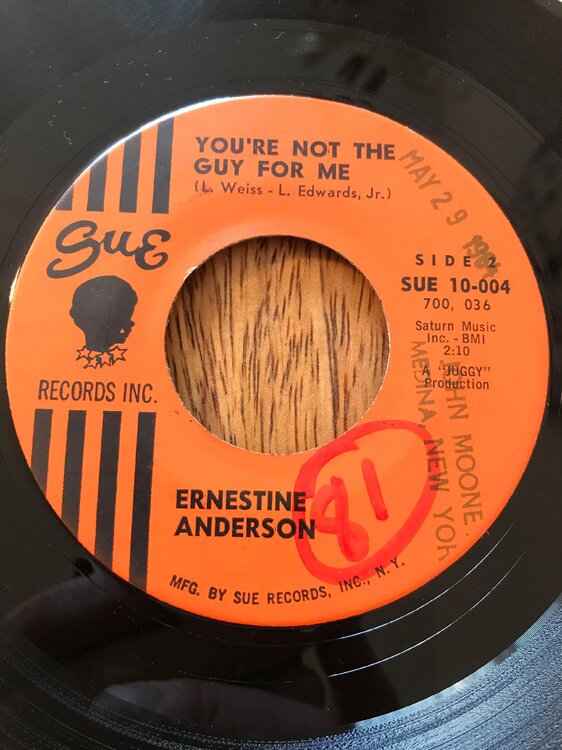 YOU'RE NOT THE
GUY FOR ME
(L. Weiss - L. Edwards, Jr.)
SUE
RECORDS INC.
SIDE 2
SUE 10-004
700, 036
Saturn Music
Inc. - BMI
2:10
A "JUGGY"
Production
ERNESTINE
ANDERSON
MFG. BY SUE RECORDS, INC., N. Y.
MAY 29
MEDINA, NEW YOR
81